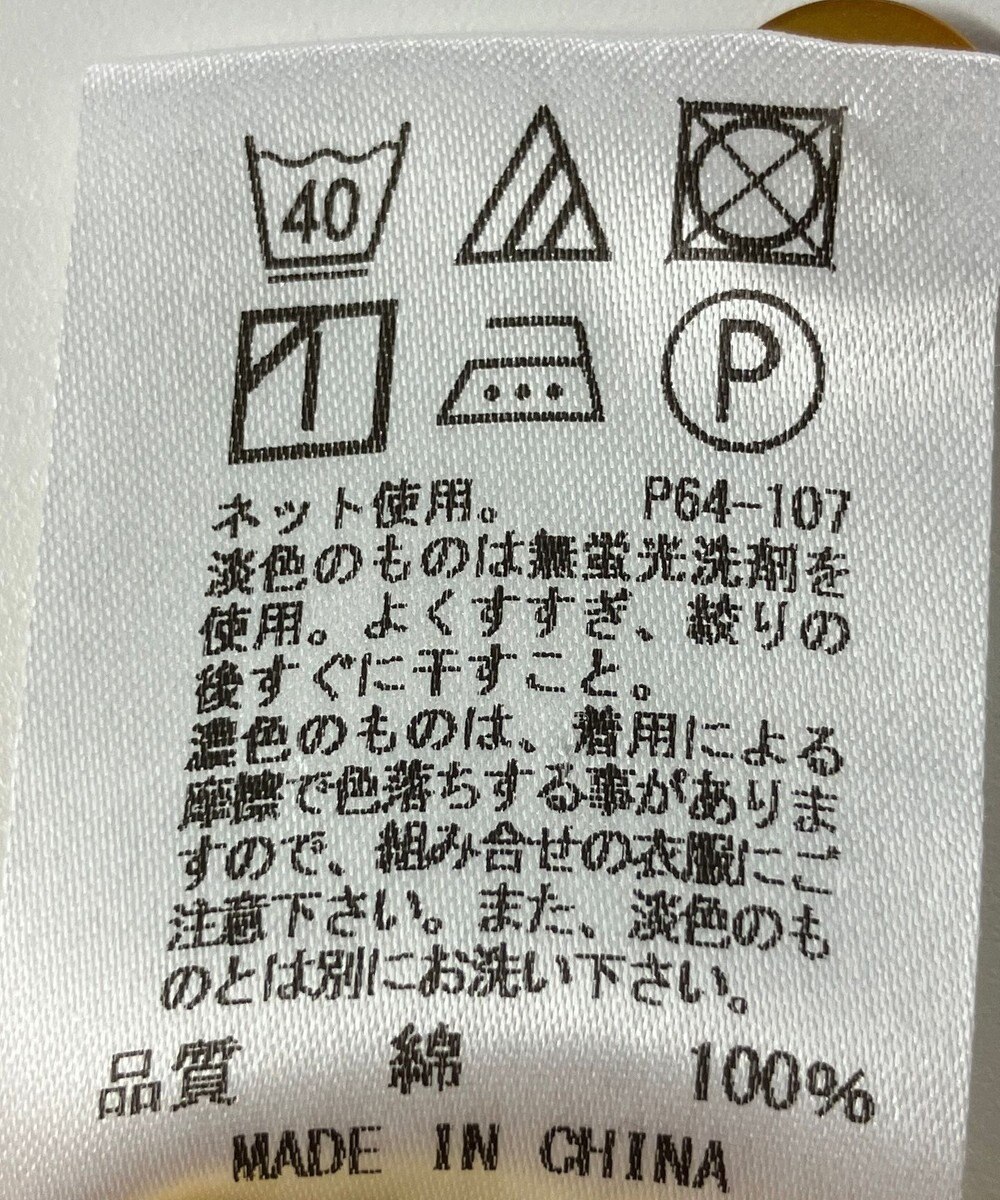 40
P
ネット使用。 P64-107
淡色のものは無蛍光洗剤を
使用。よくすすぎ、絞りの
後すぐに干すこと。
濃色のものは、着用による
摩擦で色落ちする事がありま
すので、組み合せの衣服にご
注意下さい。また、淡色のも
のとは別にお洗い下さい。
品質 綿 100%
MADE IN CHINA